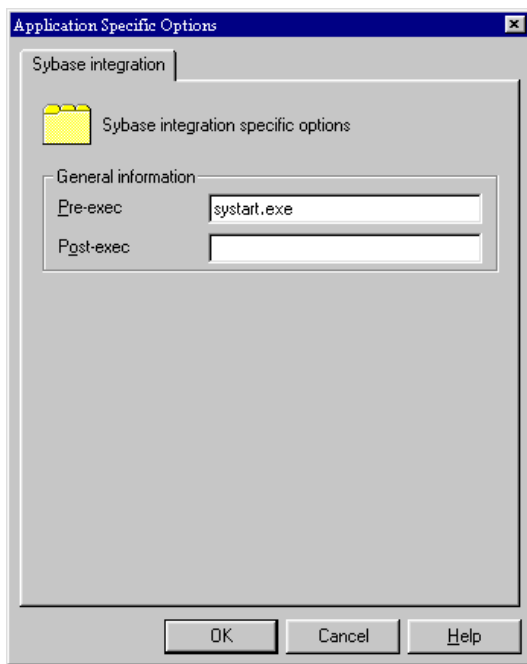 Application Specific Options
Sybase integration
Sybase integration specific options
General information
Pre-exec
systart.exe
Post-exec
OK
Cancel
Help